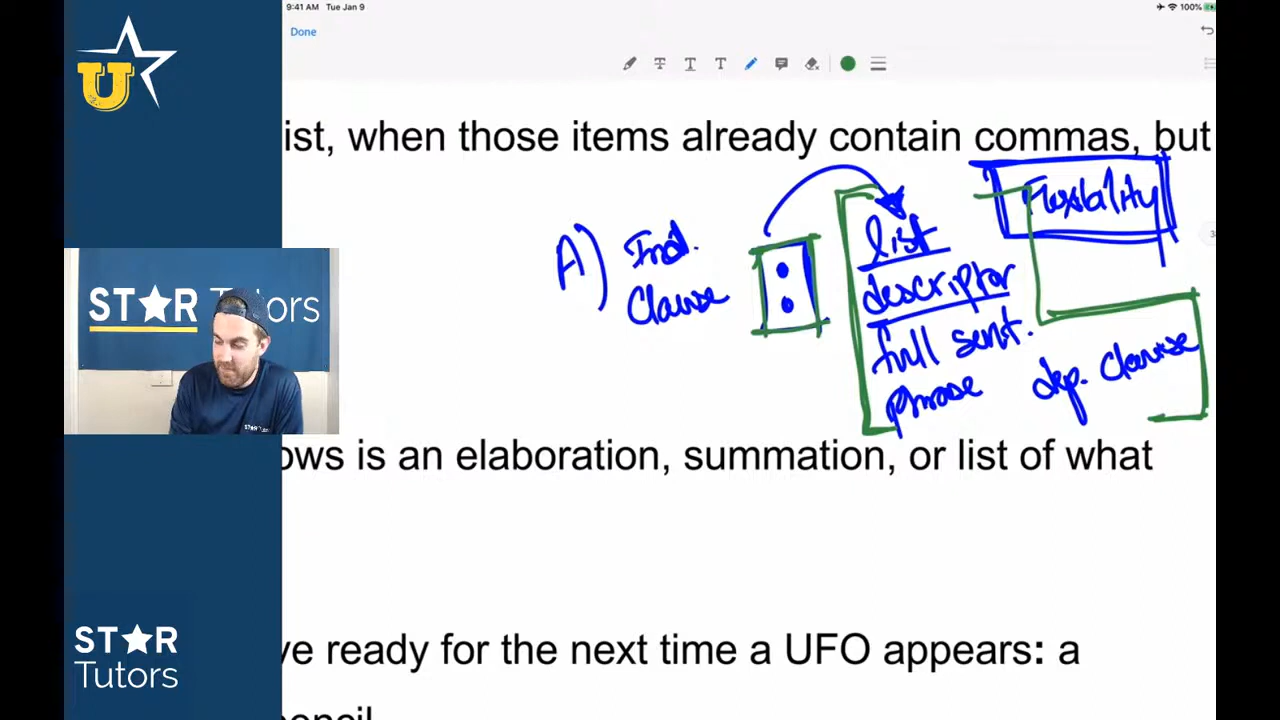 9:41 AM Tue Jan 9
100%
Done
U
ist, when those items already contain commas, but
Flexibility
A) Ind. Clause
list
descriptor
full sent.
phrase
dep. Clause
STAR Tutors
ows is an elaboration, summation, or list of what
STAR
Tutors
ve ready for the next time a UFO appears: a
pencil